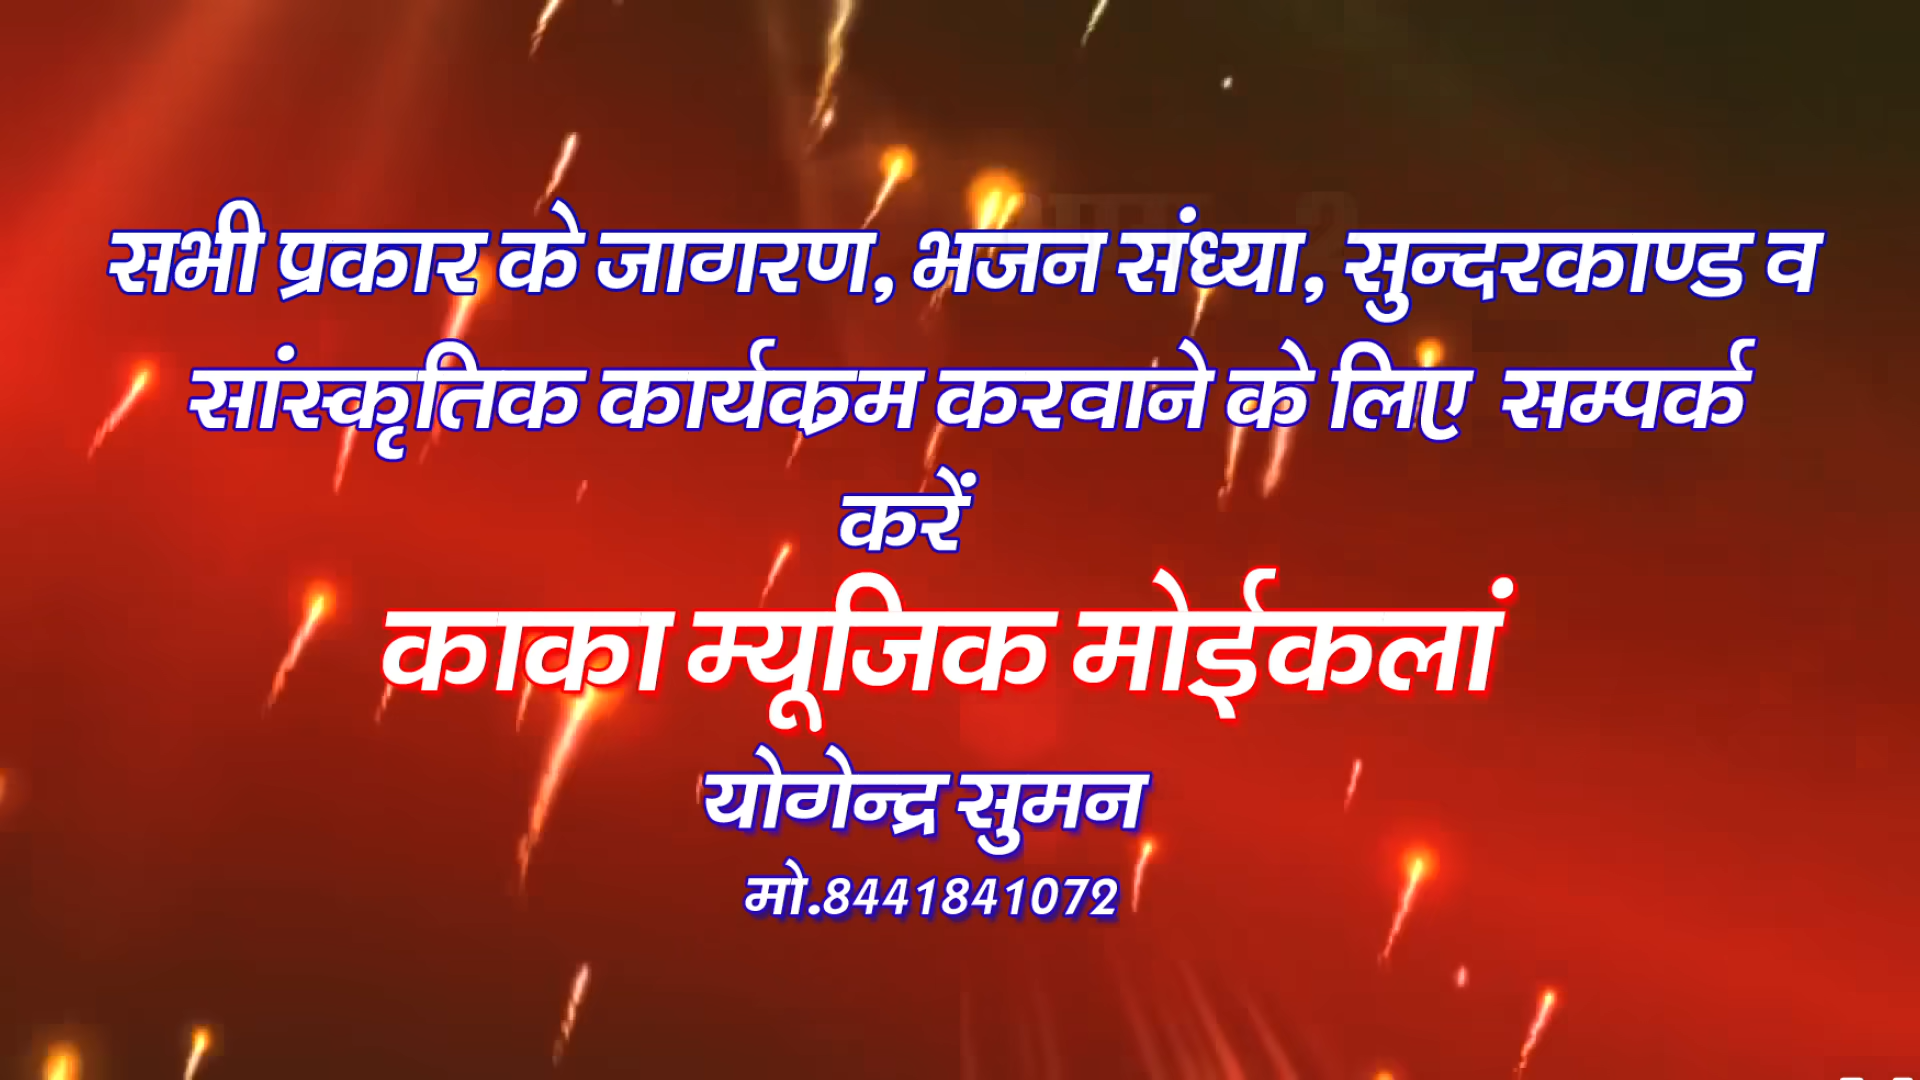 सभी प्रकार के जागरण, भजन संध्या, सुन्दरकाण्ड व
सांस्कृतिक कार्यक्रम करवाने के लिए सम्पर्क
करें
काका म्यूजिक मोईकलां
योगेन्द्र सुमन
मो.8441841072